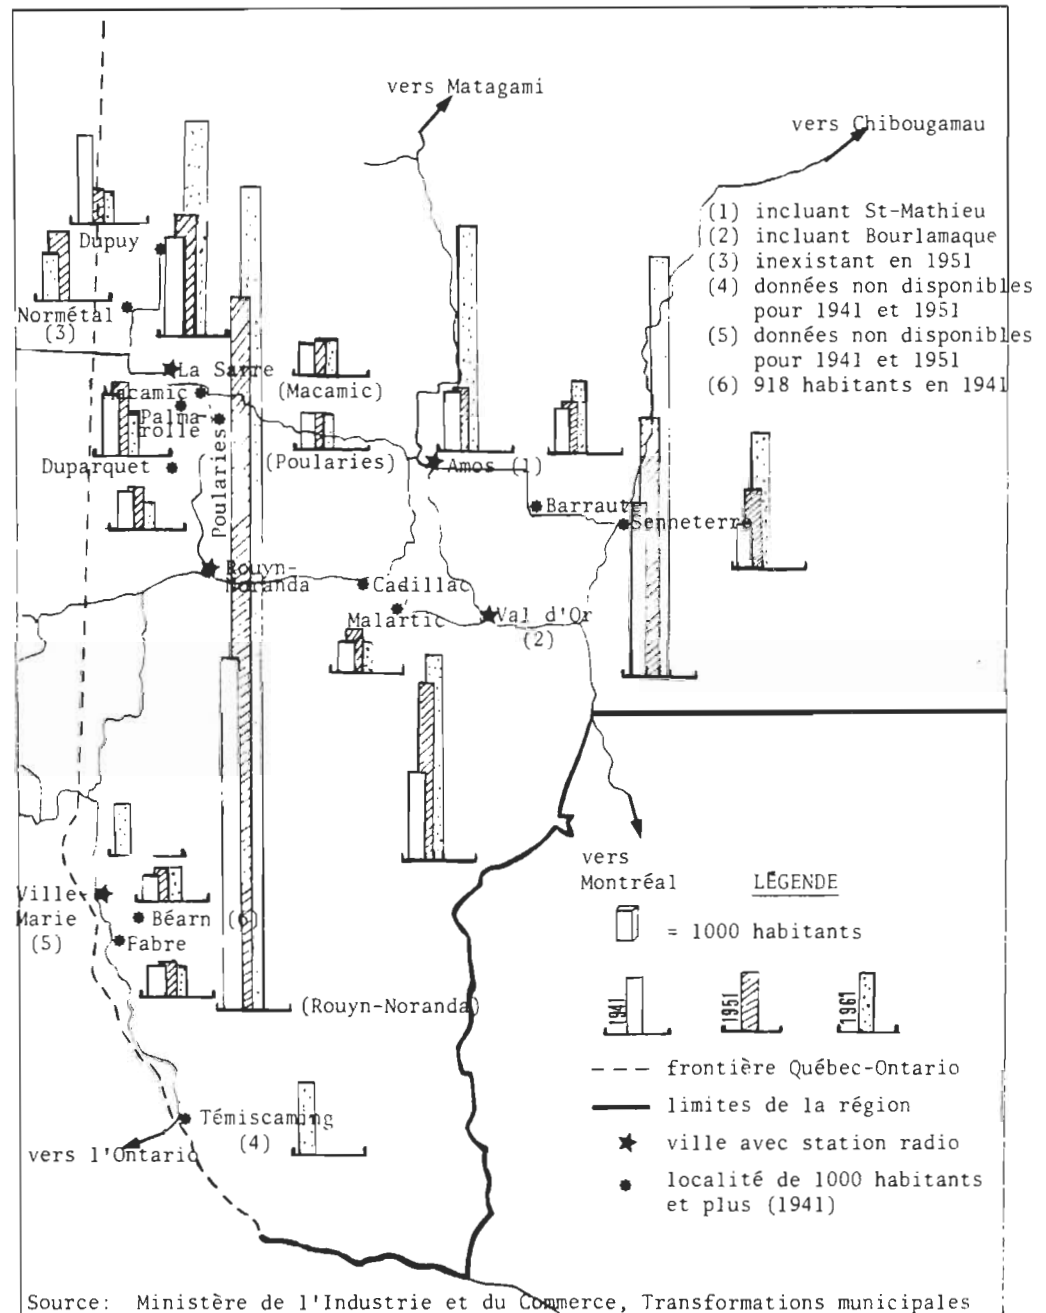 vers Matagami
vers Chibougamau
(1) incluant St-Mathieu
(2) incluant Bourlamaque
(3) inexistant en 1951
(4) données non disponibles
pour 1941 et 1951
(5) données non disponibles
pour 1941 et 1951
(6) 918 habitants en 1941
Dupuy
Normétal
(3)
La Sarre
Macamic
(Macamic)
Palma-
rolle
Poularies
(Poularies)
Duparquet
Amos (1)
Barraute
Senneterre
Rouyn-
Noranda
Cadillac
Malartic
Val d'Or
(2)
vers
Montréal
Ville-
Marie
(5)
Béarn (6)
Fabre
(Rouyn-Noranda)
Témiscaming
(4)
vers l'Ontario
LÉGENDE
= 1000 habitants
1941
1951
1961
frontière Québec-Ontario
limites de la région
ville avec station radio
localité de 1000 habitants
et plus (1941)
Source: Ministère de l'Industrie et du Commerce, Transformations municipales